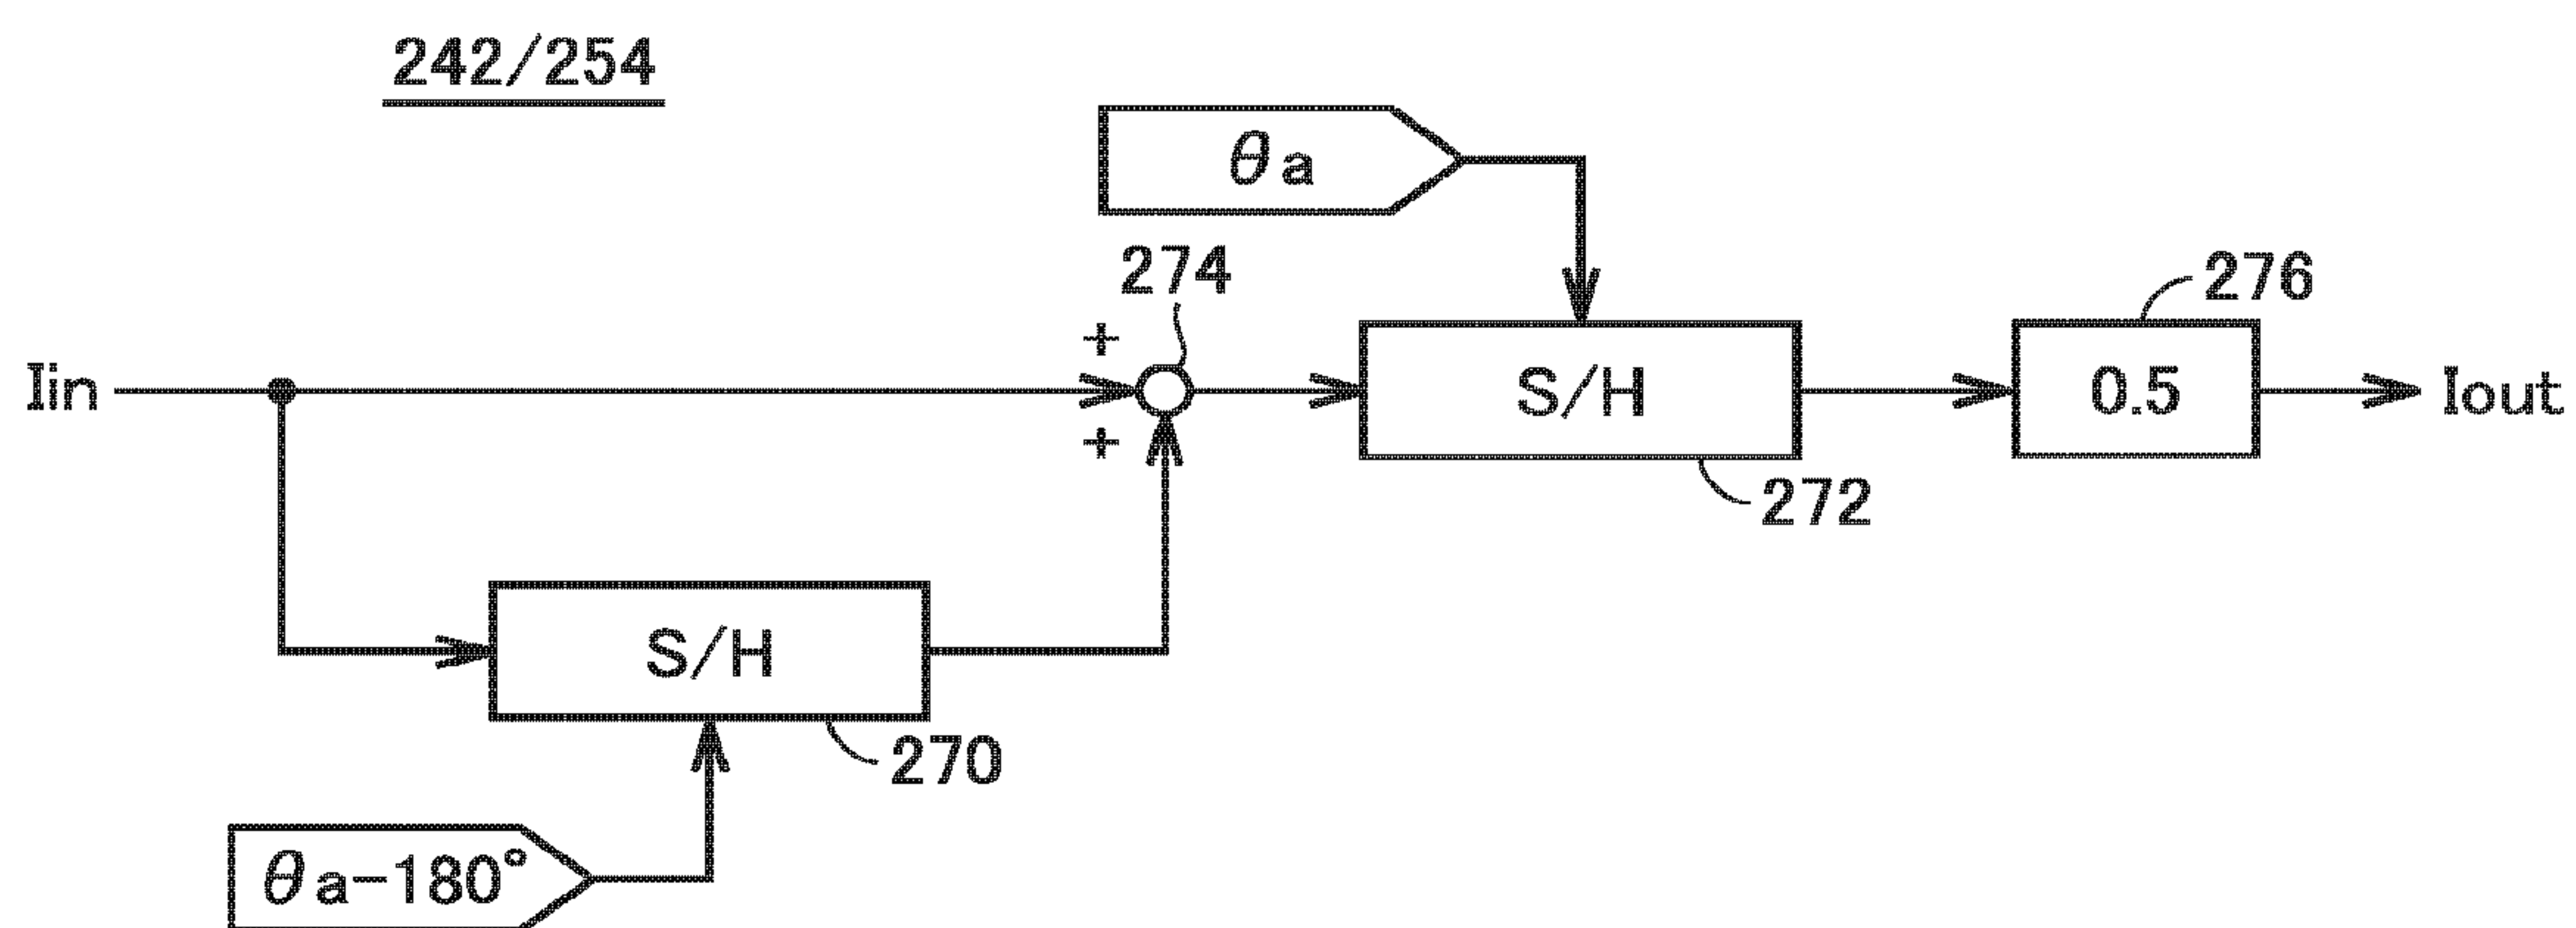 242/254
θa
274
276
+
Iin
S/H
0.5
Iout
+
272
S/H
270
θa-180°